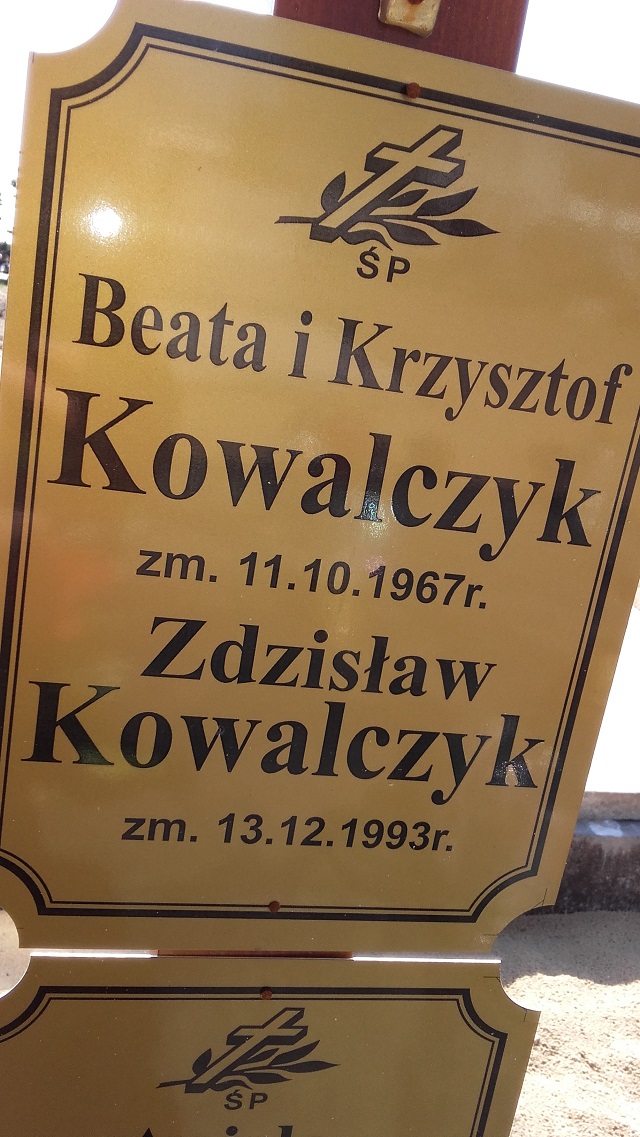 ŚP
Beata i Krzysztof
Kowalczyk
zm. 11.10.1967r.
Zdzisław
Kowalczyk
zm. 13.12.1993r.
ŚP